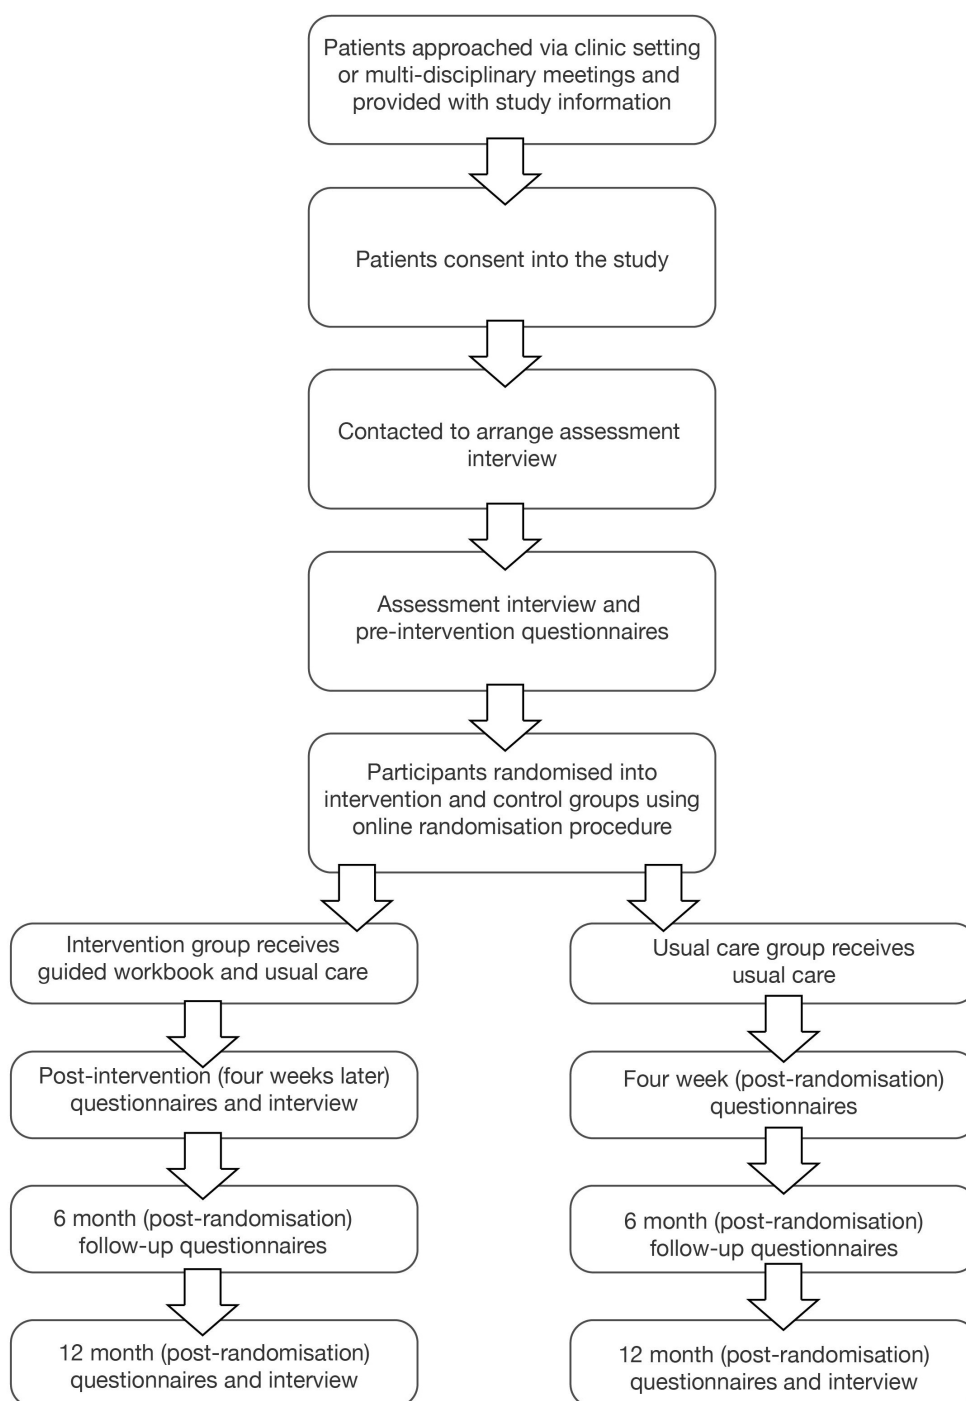 Patients approached via clinic setting
or multi-disciplinary meetings and
provided with study information
Patients consent into the study
Contacted to arrange assessment
interview
Assessment interview and
pre-intervention questionnaires
Participants randomised into
intervention and control groups using
online randomisation procedure
Intervention group receives
guided workbook and usual care
Usual care group receives
usual care
Post-intervention (four weeks later)
questionnaires and interview
Four week (post-randomisation)
questionnaires
6 month (post-randomisation)
follow-up questionnaires
6 month (post-randomisation)
follow-up questionnaires
12 month (post-randomisation)
questionnaires and interview
12 month (post-randomisation)
questionnaires and interview